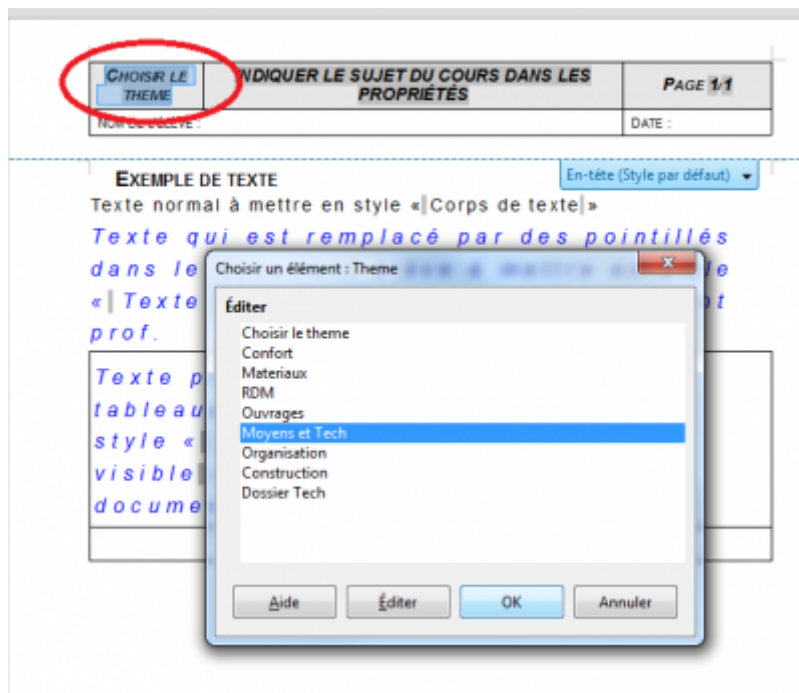 CHOISIR LE
THEME
INDIQUER LE SUJET DU COURS DANS LES
PROPRIÉTÉS
PAGE 1/1
NOM DE L'ÉLÈVE :
DATE :
EXEMPLE DE TEXTE
En-tête (Style par défaut)
Texte normal à mettre en style « Corps de texte »
Texte qui est remplacé par des pointillés
dans le
« Texte
prof.
Texte
tableau
style «
visible
docume
Choisir un élément : Theme
Éditer
Choisir le theme
Confort
Materiaux
RDM
Ouvrages
Moyens et Tech
Organisation
Construction
Dossier Tech
Aide
Éditer
OK
Annuler